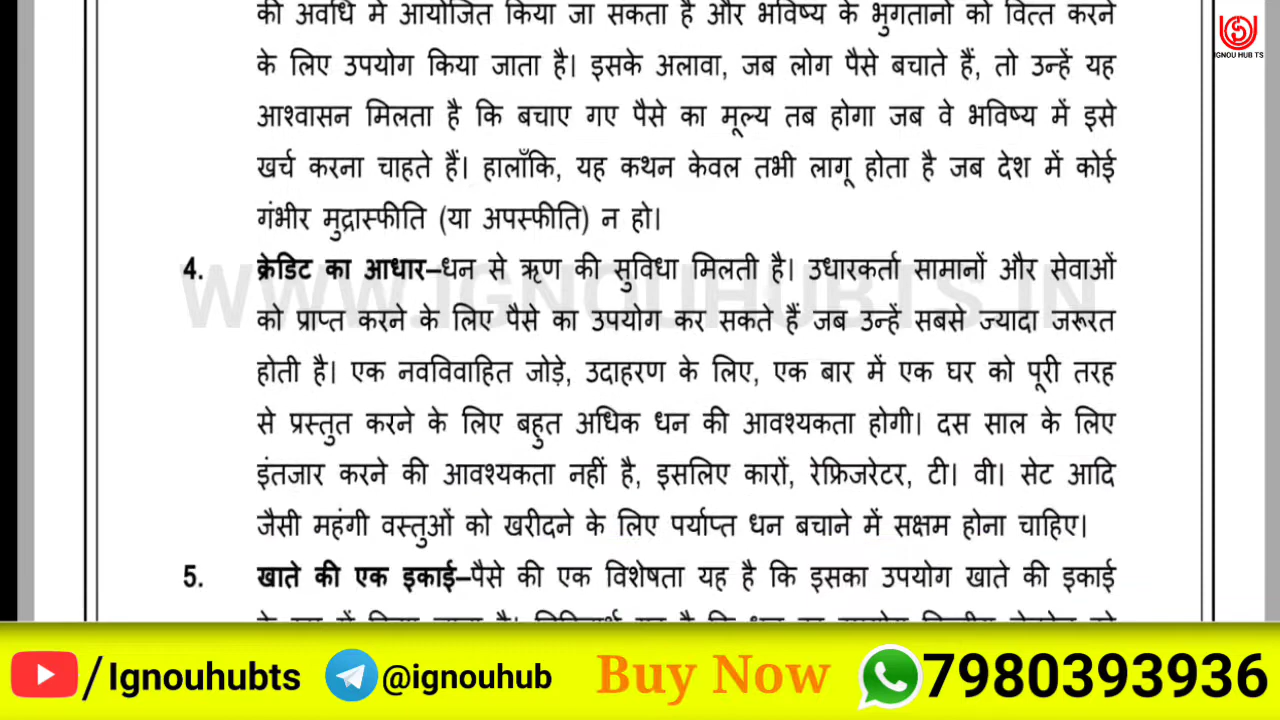 की अवधि में आयोजित किया जा सकता है और भविष्य के भुगतानों को वित्त करने
के लिए उपयोग किया जाता है। इसके अलावा, जब लोग पैसे बचाते हैं, तो उन्हें यह
आश्वासन मिलता है कि बचाए गए पैसे का मूल्य तब होगा जब वे भविष्य में इसे
खर्च करना चाहते हैं। हालाँकि, यह कथन केवल तभी लागू होता है जब देश में कोई
गंभीर मुद्रास्फीति (या अपस्फीति) न हो।
4. क्रेडिट का आधार–धन से ऋण की सुविधा मिलती है। उधारकर्ता सामानों और सेवाओं
को प्राप्त करने के लिए पैसे का उपयोग कर सकते हैं जब उन्हें सबसे ज्यादा जरूरत
होती है। एक नवविवाहित जोड़े, उदाहरण के लिए, एक बार में एक घर को पूरी तरह
से प्रस्तुत करने के लिए बहुत अधिक धन की आवश्यकता होगी। दस साल के लिए
इंतजार करने की आवश्यकता नहीं है, इसलिए कारों, रेफ्रिजरेटर, टी। वी। सेट आदि
जैसी महंगी वस्तुओं को खरीदने के लिए पर्याप्त धन बचाने में सक्षम होना चाहिए।
5. खाते की एक इकाई–पैसे की एक विशेषता यह है कि इसका उपयोग खाते की इकाई
WWW.IGNOUHUBTS.IN
IGNOU HUB TS
/Ignouhubts @ignouhub Buy Now 7980393936